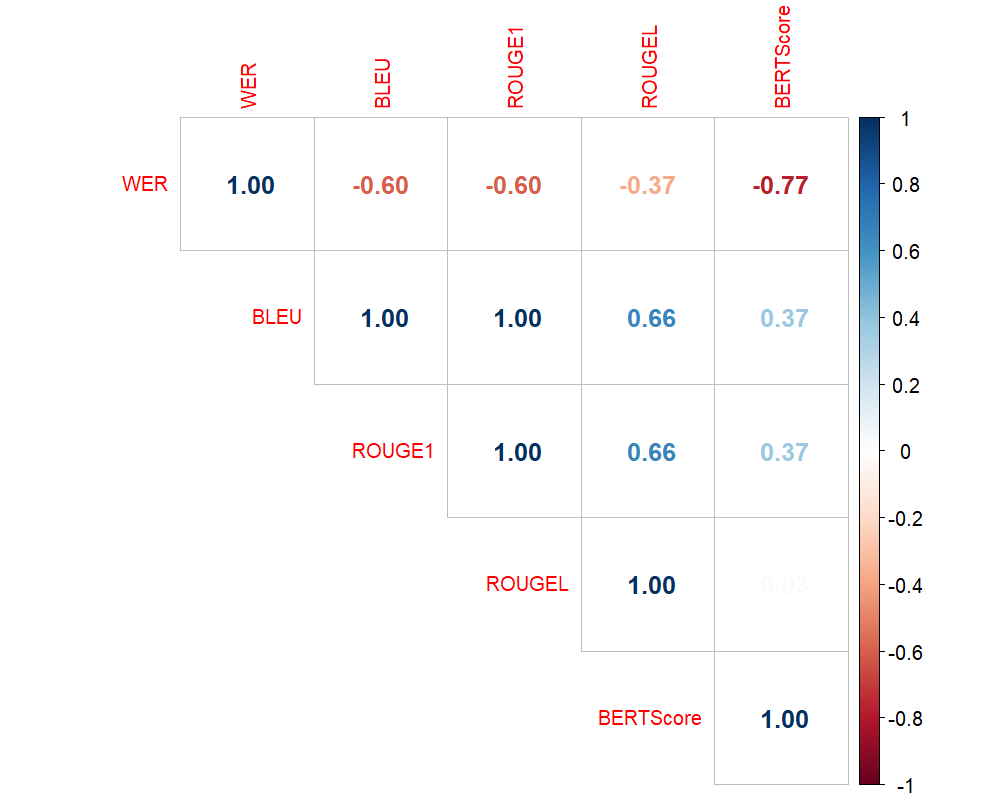 WER BLEU ROUGE1 ROUGEL BERTScore
WER 1.00 -0.60 -0.60 -0.37 -0.77
BLEU 1.00 1.00 0.66 0.37
ROUGE1 1.00 0.66 0.37
ROUGEL 1.00 0.03
BERTScore 1.00
1
0.8
0.6
0.4
0.2
0
-0.2
-0.4
-0.6
-0.8
-1